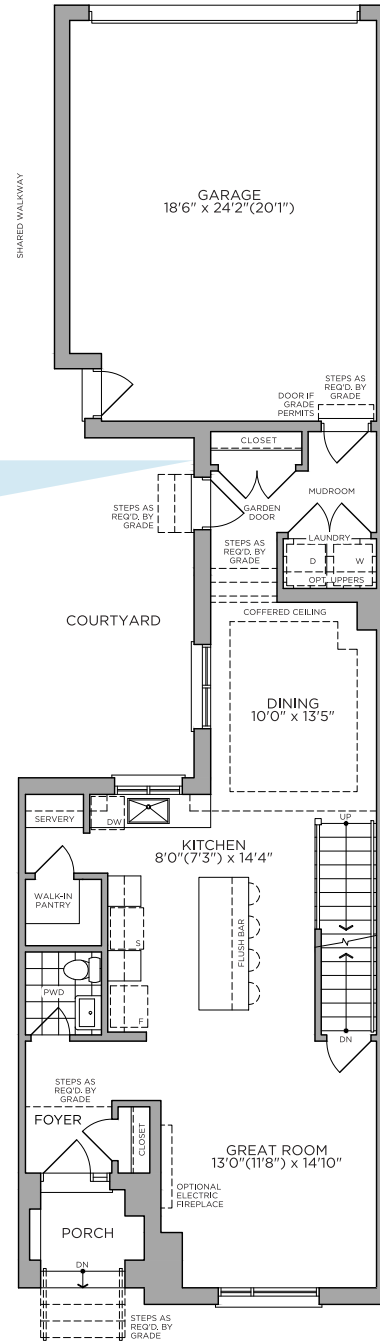 SHARED WALKWAY
GARAGE
18'6" x 24'2"(20'1")
STEPS AS
REQ'D. BY
GRADE
DOOR IF
GRADE
PERMITS
CLOSET
MUDROOM
GARDEN
DOOR
STEPS AS
REQ'D. BY
GRADE
STEPS AS
REQ'D. BY
GRADE
LAUNDRY
D
W
OPT. UPPERS
COURTYARD
COFFERED CEILING
DINING
10'0" x 13'5"
SERVERY
DW
UP
KITCHEN
8'0"(7'3") x 14'4"
WALK-IN
PANTRY
FLUSH BAR
S
PWD
F
DN
STEPS AS
REQ'D. BY
GRADE
FOYER
CLOSET
GREAT ROOM
13'0"(11'8") x 14'10"
OPTIONAL
ELECTRIC
FIREPLACE
PORCH
DN
STEPS AS
REQ'D. BY
GRADE